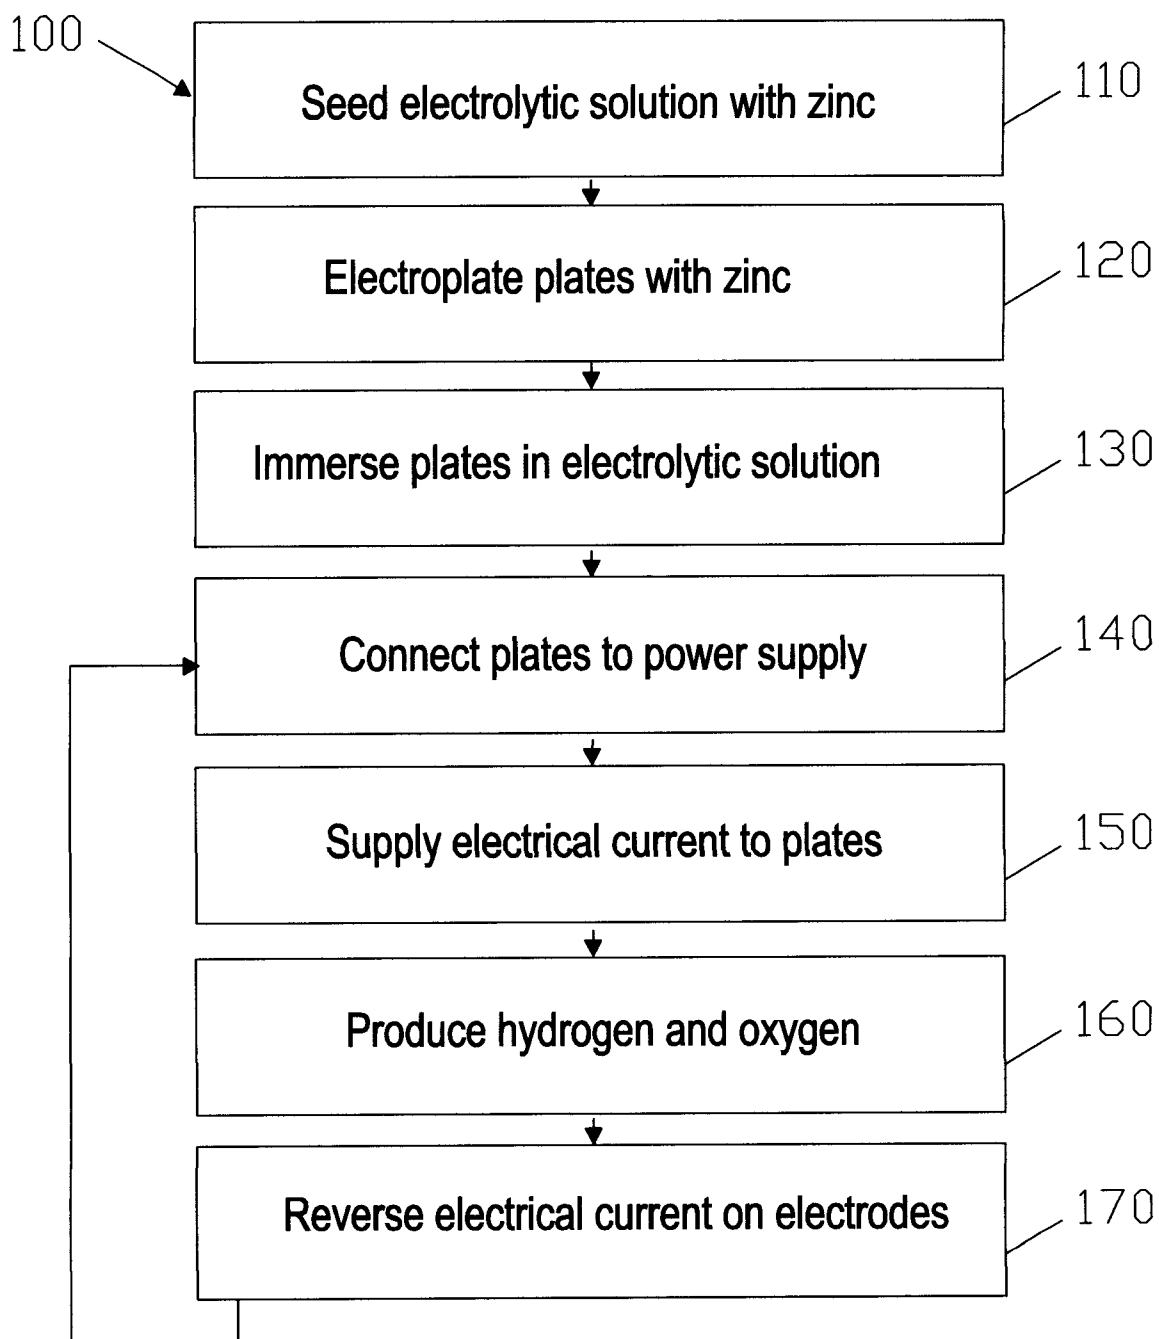 100
Seed electrolytic solution with zinc
110
Electroplate plates with zinc
120
Immerse plates in electrolytic solution
130
Connect plates to power supply
140
Supply electrical current to plates
150
Produce hydrogen and oxygen
160
Reverse electrical current on electrodes
170